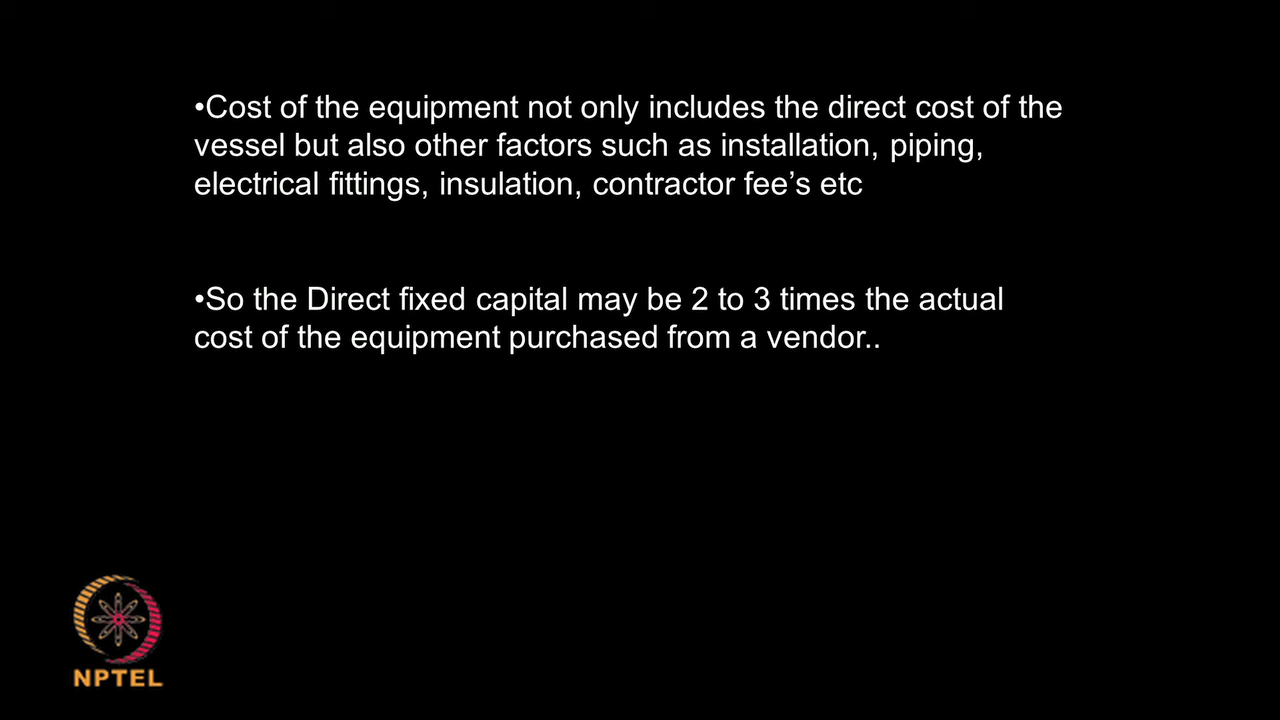 •Cost of the equipment not only includes the direct cost of the
vessel but also other factors such as installation, piping,
electrical fittings, insulation, contractor fee’s etc
•So the Direct fixed capital may be 2 to 3 times the actual
cost of the equipment purchased from a vendor..
NPTEL